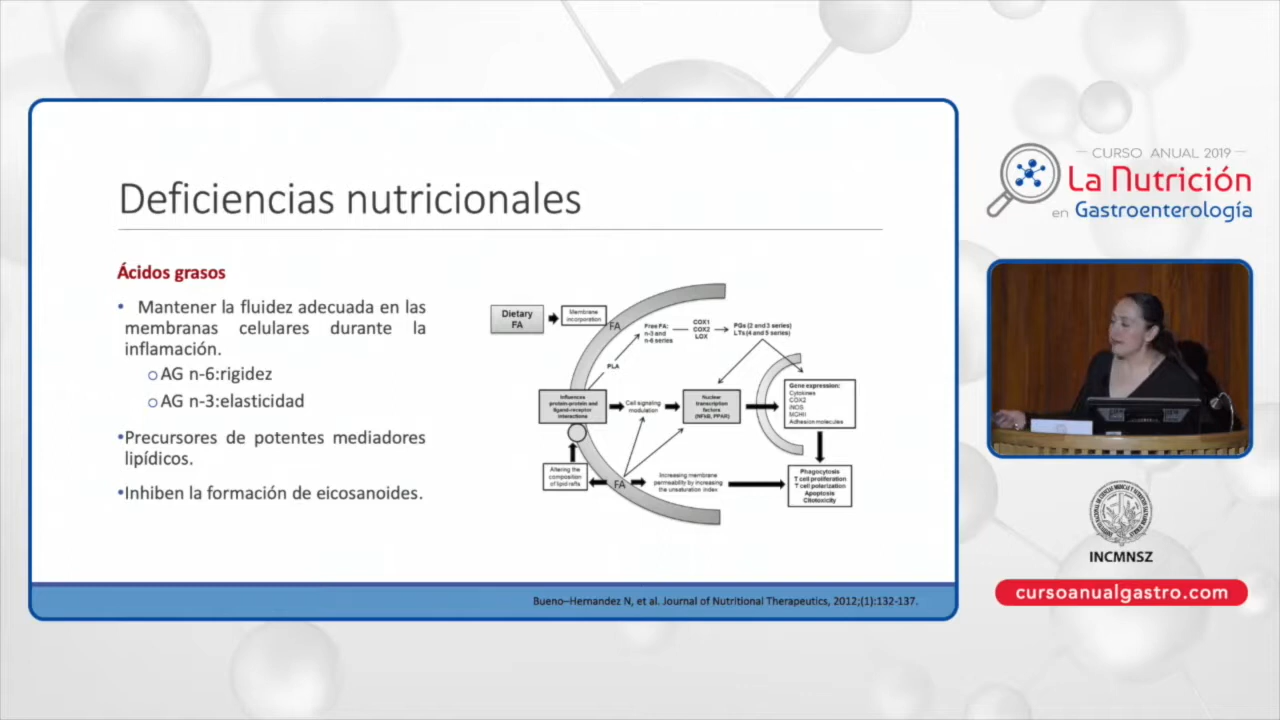 Deficiencias nutricionales
Ácidos grasos
• Mantener la fluidez adecuada en las
membranas celulares durante la
inflamación.
o AG n-6:rigidez
o AG n-3:elasticidad
•Precursores de potentes mediadores
lipídicos.
•Inhiben la formación de eicosanoides.
Dietary
FA
Membrane
incorporation
FA
Free FA:
n-3 and
n-6 series
COX1
COX2
LOX
PGs (2 and 3 series)
LTs (4 and 5 series)
PLA
Influences
protein-protein and
ligand-receptor
interactions
Cell signaling
modulation
Nuclear
transcription
factors
(NFkB, PPAR)
Gene expression:
Cytokines
COX2
iNOS
MCHII
Adhesion molecules
Altering the
composition
of lipid rafts
FA
Increasing membrane
permeability by increasing
the unsaturation index
Phagocytosis
T cell proliferation
T cell polarization
Apoptosis
Citotoxicity
Bueno–Hernandez N, et al. Journal of Nutritional Therapeutics, 2012;(1):132-137.
CURSO ANUAL 2019
La Nutrición
en Gastroenterología
INCMNSZ
cursoanualgastro.com